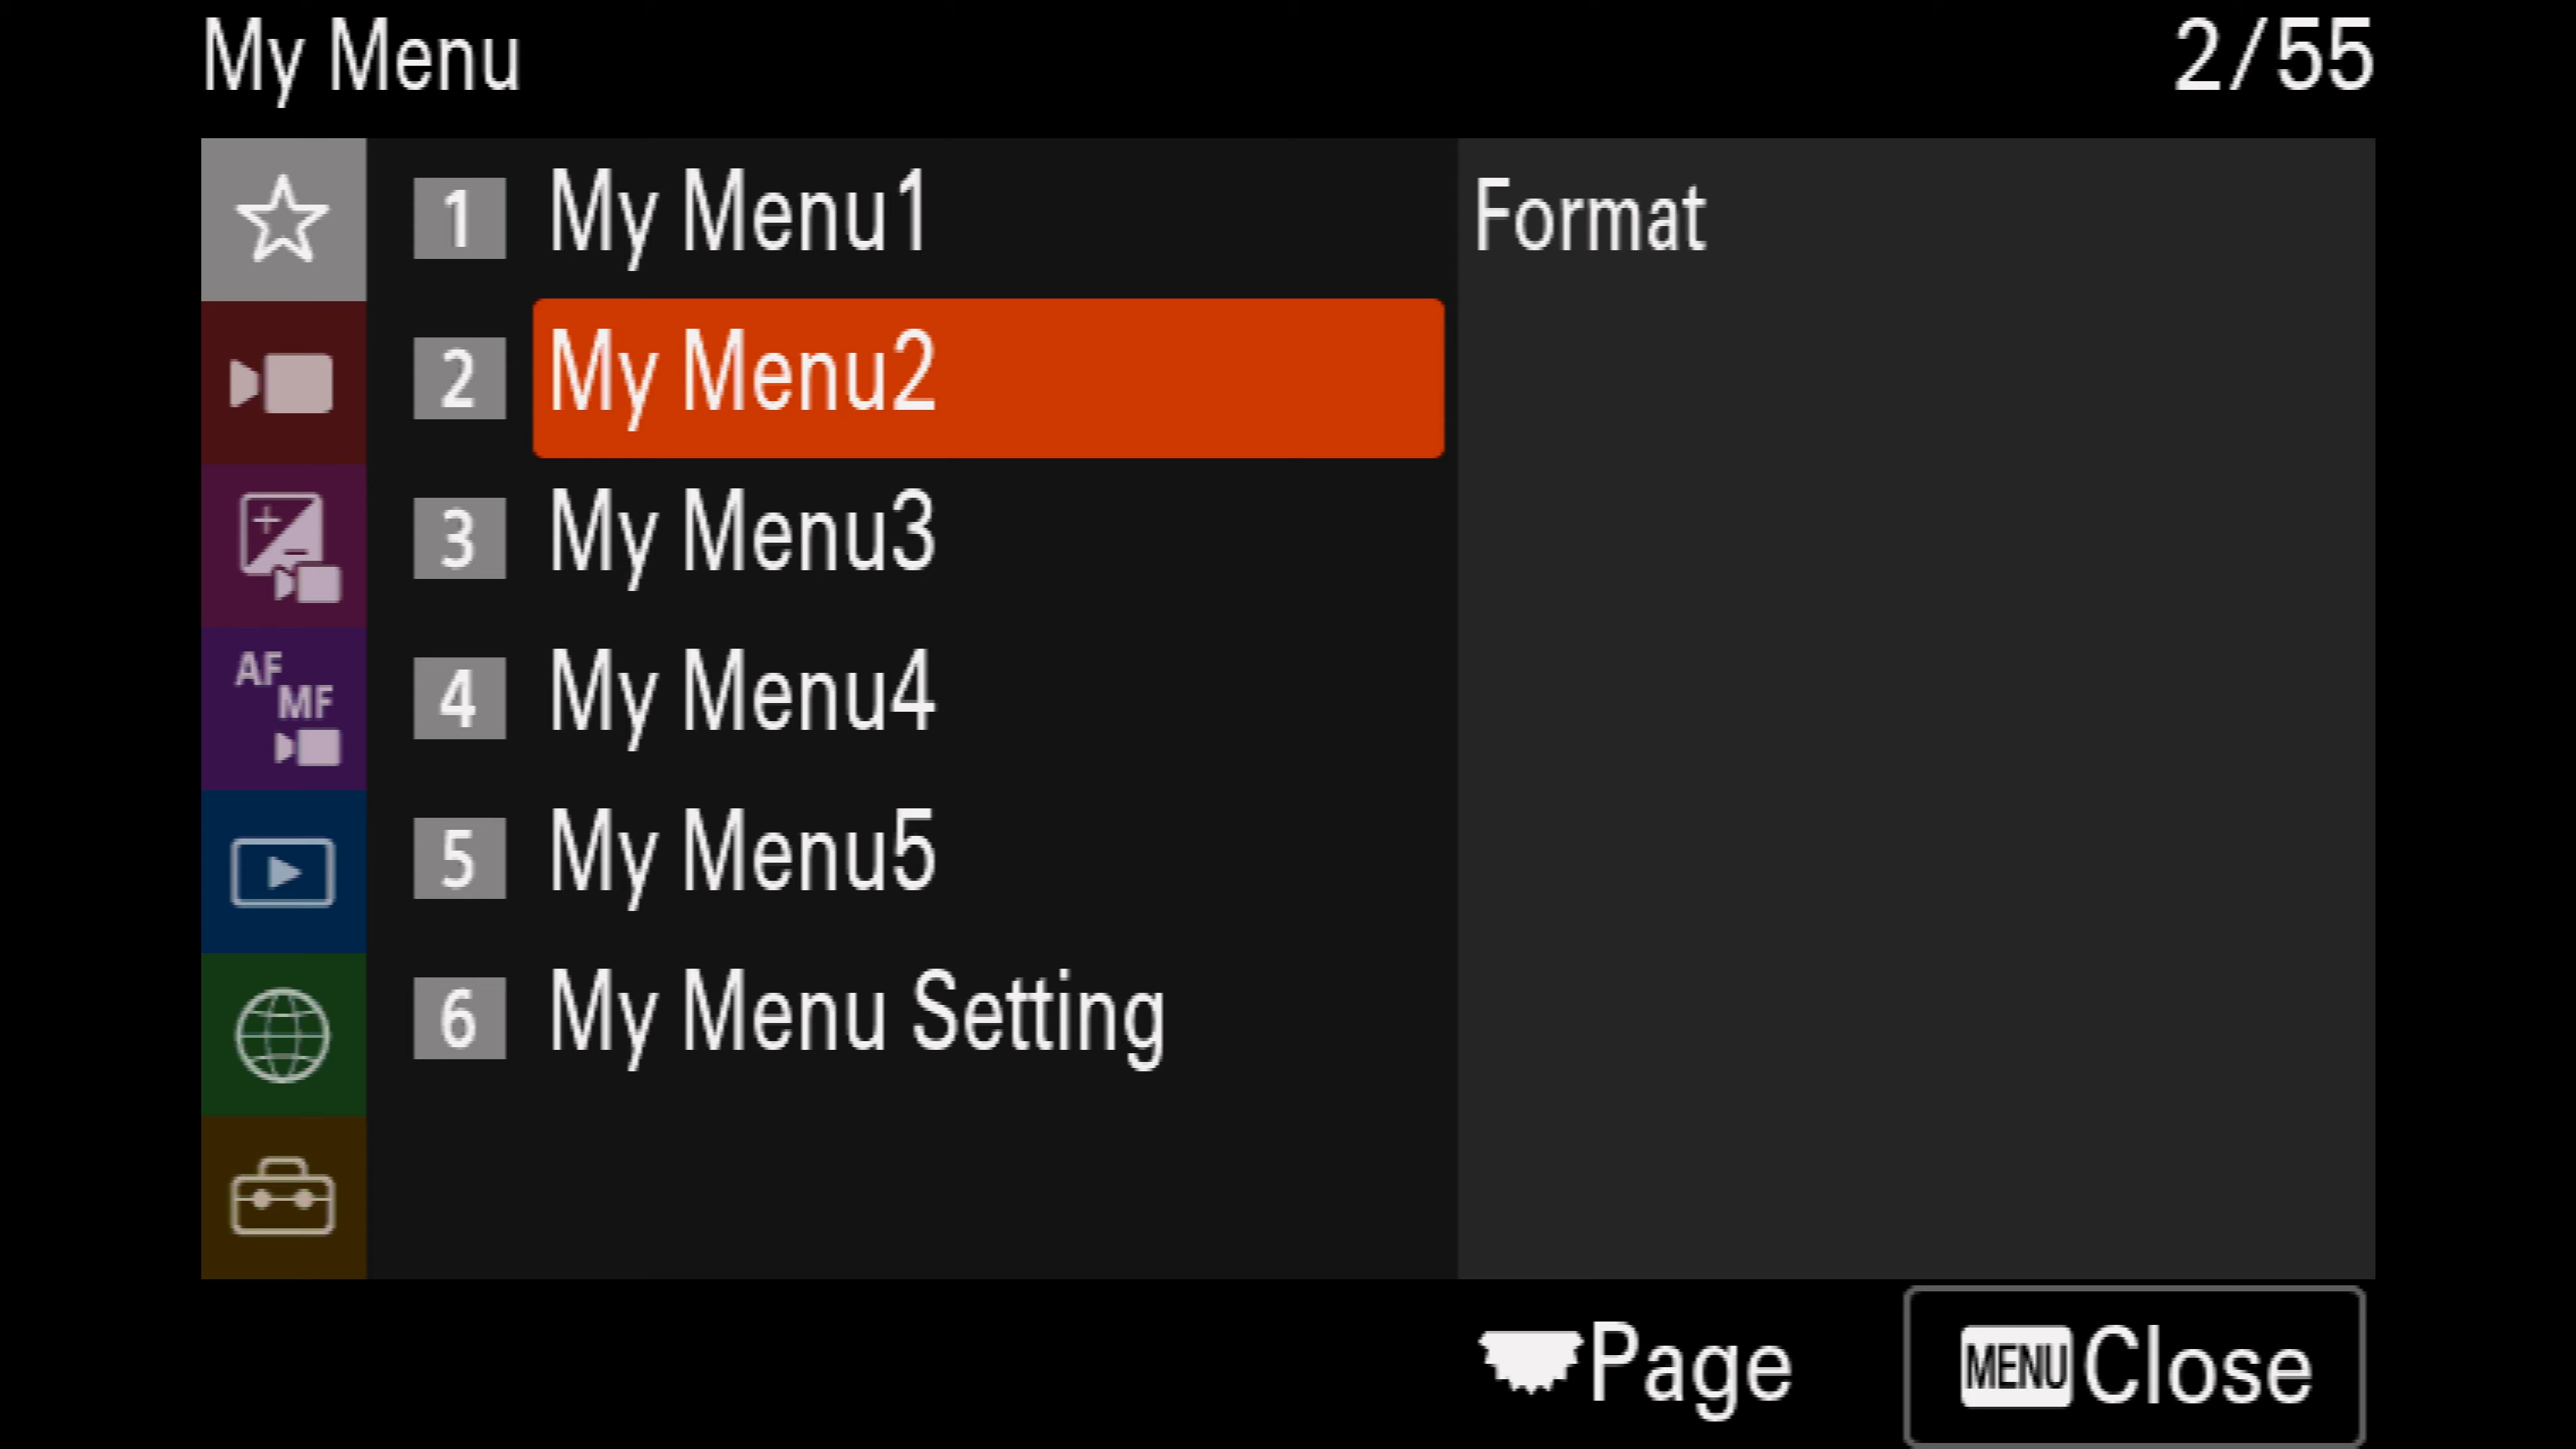 My Menu 2/55
1 My Menu1 Format
2 My Menu2
3 My Menu3
AF
MF
4 My Menu4
5 My Menu5
6 My Menu Setting
Page MENU Close